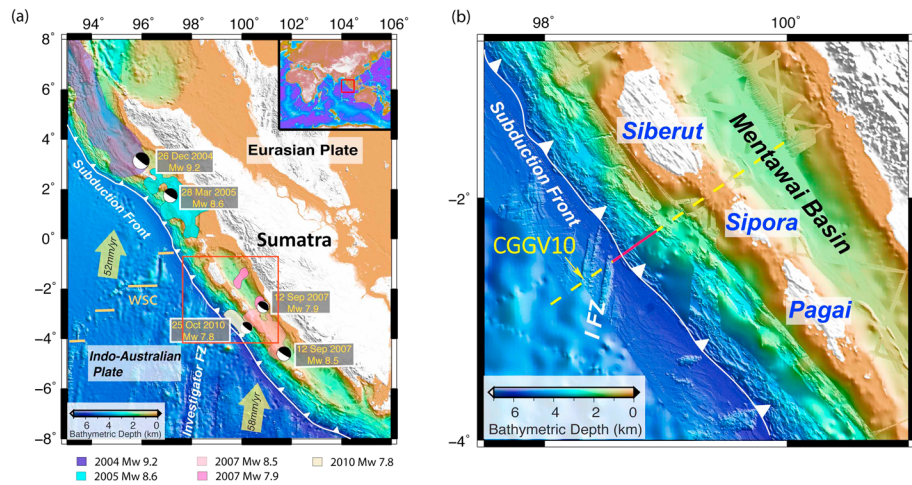 (a)
94° 96° 98° 100° 102° 104° 106°
8°
6°
4°
2°
0°
−2°
−4°
−6°
−8°
26 Dec 2004
Mw 9.2
Eurasian Plate
28 Mar 2005
Mw 8.6
Subduction Front
Sumatra
52mm/yr
WSC
12 Sep 2007
Mw 7.9
25 Oct 2010
Mw 7.8
12 Sep 2007
Mw 8.5
Indo-Australian
Plate
Investigator FZ
58mm/yr
6 4 2 0
Bathymetric Depth (km)
2004 Mw 9.2
2005 Mw 8.6
2007 Mw 8.5
2007 Mw 7.9
2010 Mw 7.8
(b)
98° 100°
−2°
−4°
Siberut
Mentawai Basin
Subduction Front
Sipora
CGGV10
I FZ
Pagai
6 4 2 0
Bathymetric Depth (km)